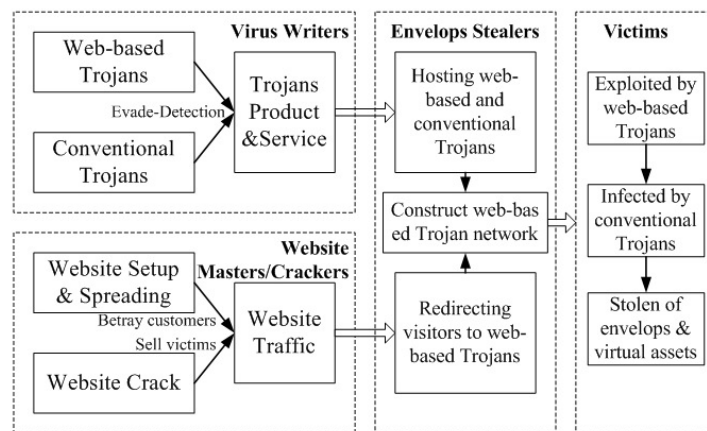 Virus Writers
Web-based
Trojans
Evade-Detection
Conventional
Trojans
Trojans
Product
&Service
Website
Masters/Crackers
Website Setup
& Spreading
Betray customers
Sell victims
Website Crack
Website
Traffic
Envelops Stealers
Hosting web-
based and
conventional
Trojans
Construct web-bas
ed Trojan network
Redirecting
visitors to web-
based Trojans
Victims
Exploited by
web-based
Trojans
Infected by
conventional
Trojans
Stolen of
envelops &
virtual assets